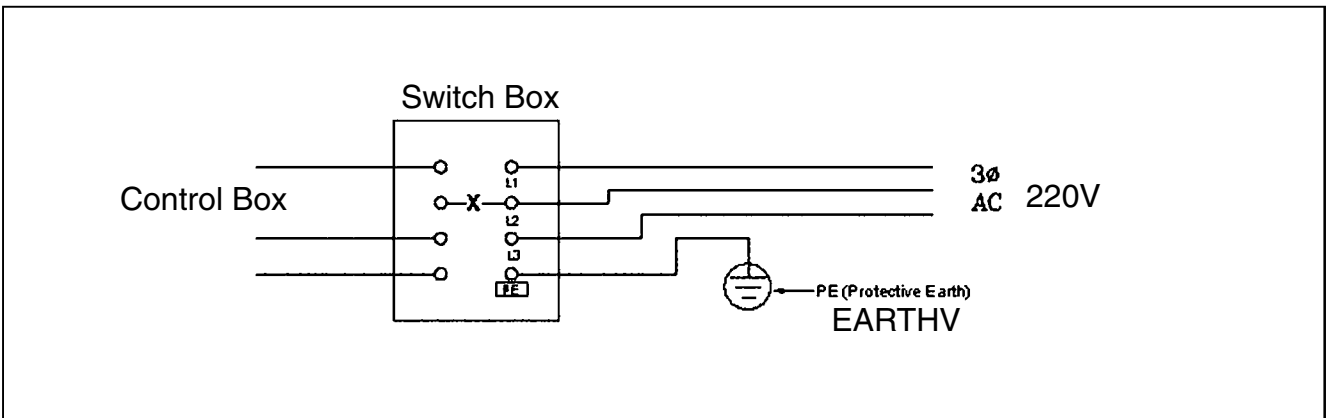 Switch Box
Control Box
L1
X
L2
L3
PE
3ø
AC 220V
PE (Protective Earth)
EARTHV